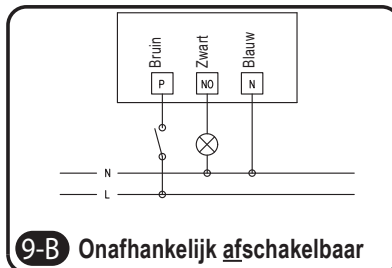 Bruin Zwart Blauw
P NO N
N
L
9-B Onafhankelijk afschakelbaar